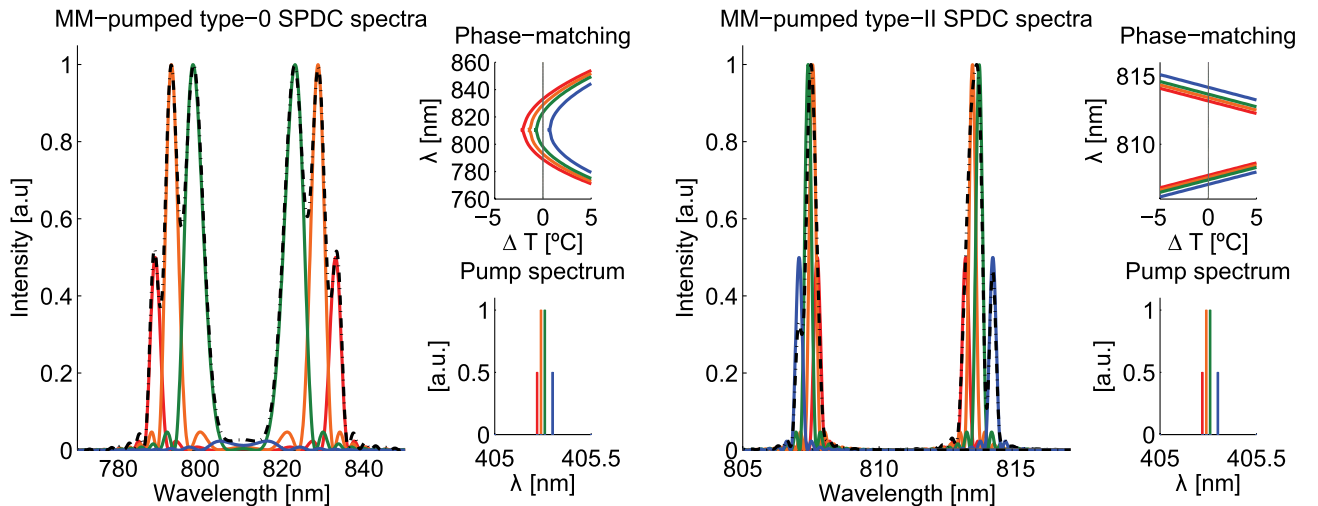 MM−pumped type−0 SPDC spectra
Intensity [a.u]
1
0.8
0.6
0.4
0.2
0
780 800 820 840
Wavelength [nm]
Phase−matching
λ [nm]
860
840
820
800
780
760
−5 0 5
Δ T [ºC]
Pump spectrum
[a.u.]
1
0.5
0
405 405.5
λ [nm]
MM−pumped type−II SPDC spectra
Intensity [a.u]
1
0.8
0.6
0.4
0.2
0
805 810 815
Wavelength [nm]
Phase−matching
λ [nm]
815
810
−5 0 5
Δ T [ºC]
Pump spectrum
[a.u.]
1
0.5
0
405 405.5
λ [nm]